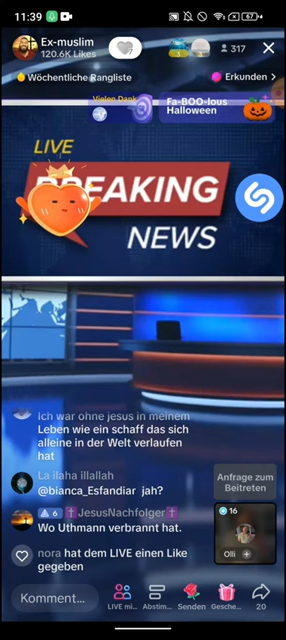 11:39
67
Ex-muslim
120.6K Likes
317
Wöchentliche Rangliste
Erkunden >
Vielen Dank
Fa-BOO-lous
Halloween
LIVE
BREAKING
NEWS
Ich war ohne jesus in meinem
Leben wie ein schaff das sich
alleine in der Welt verlaufen
hat
La ilaha illallah
@bianca_Esfandiar jah?
Anfrage zum
Beitreten
6 JesusNachfolger
Wo Uthmann verbrannt hat.
16
Olli +
nora hat dem LIVE einen Like
gegeben
Komment...
LIVE mi...
Abstim...
Senden
Gesche...
20